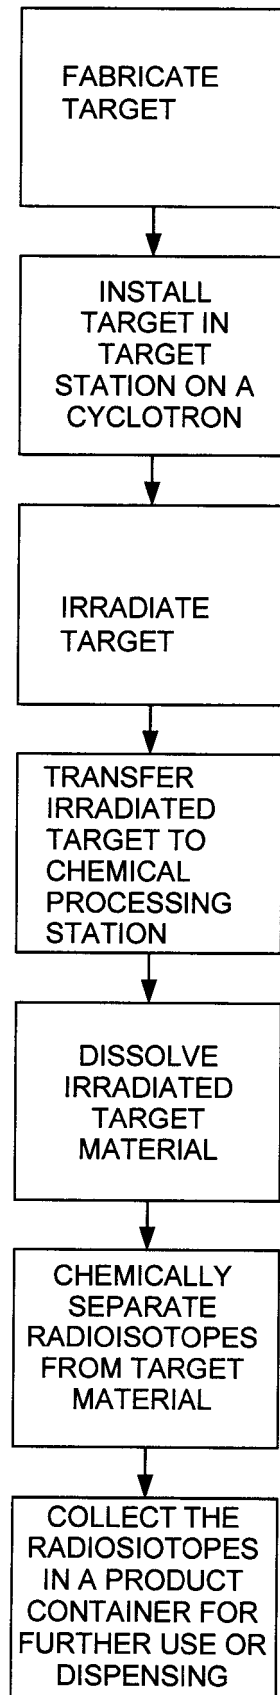 FABRICATE
TARGET
INSTALL
TARGET IN
TARGET
STATION ON A
CYCLOTRON
IRRADIATE
TARGET
TRANSFER
IRRADIATED
TARGET TO
CHEMICAL
PROCESSING
STATION
DISSOLVE
IRRADIATED
TARGET
MATERIAL
CHEMICALLY
SEPARATE
RADIOISOTOPES
FROM TARGET
MATERIAL
COLLECT THE
RADIOSIOTOPES
IN A PRODUCT
CONTAINER FOR
FURTHER USE OR
DISPENSING